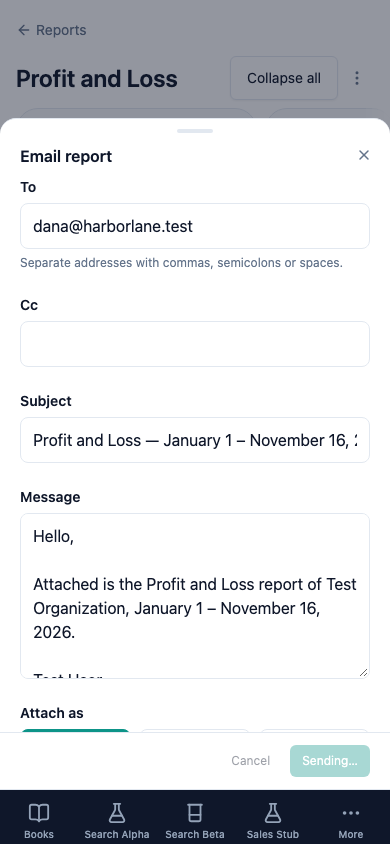 Reports
Profit and Loss
Collapse all
Email report
To
dana@harborlane.test
Separate addresses with commas, semicolons or spaces.
Cc
Subject
Profit and Loss — January 1 – November 16,
Message
Hello,
Attached is the Profit and Loss report of Test
Organization, January 1 – November 16,
2026.
Test User
Attach as
Cancel
Sending...
Books
Search Alpha
Search Beta
Sales Stub
More